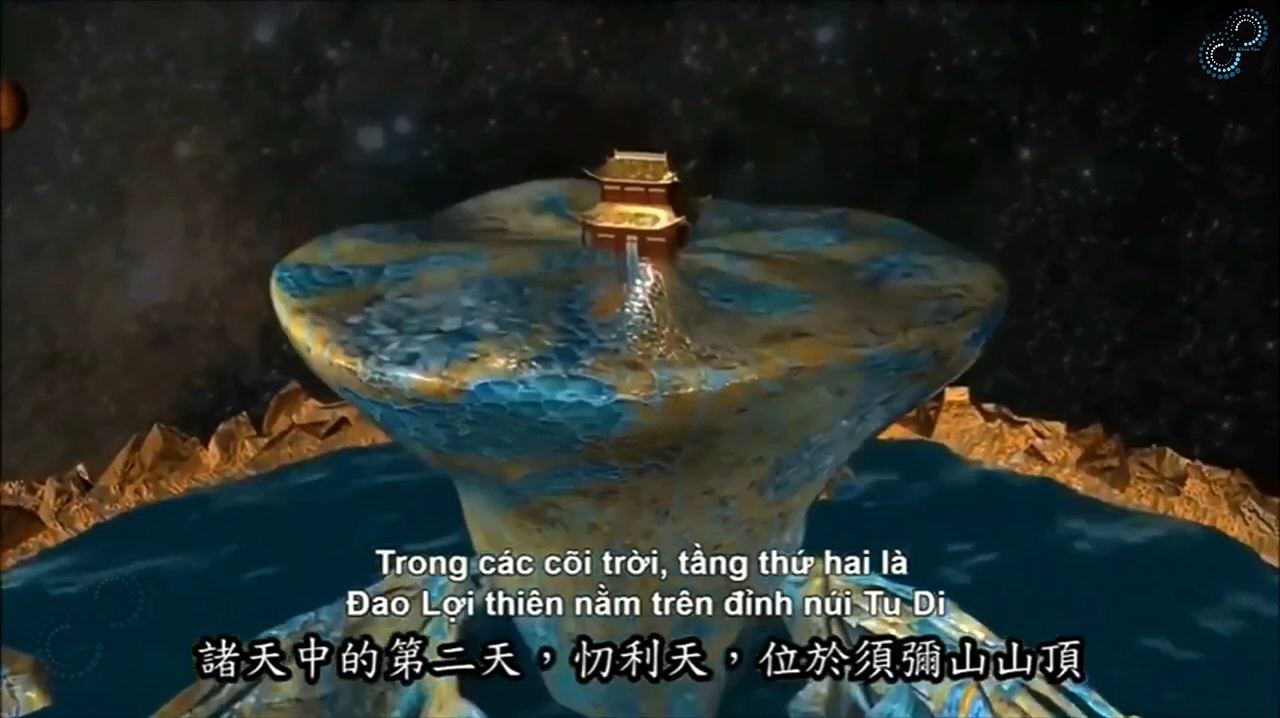 Trong các cõi trời, tầng thứ hai là
Đao Lợi thiên nằm trên đỉnh núi Tu Di
諸天中的第二天，忉利天，位於須彌山山頂